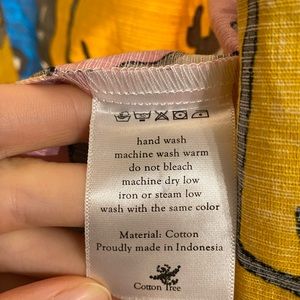 hand wash
machine wash warm
do not bleach
machine dry low
iron or steam low
wash with the same color
Material: Cotton
Proudly made in Indonesia
Cotton Tree